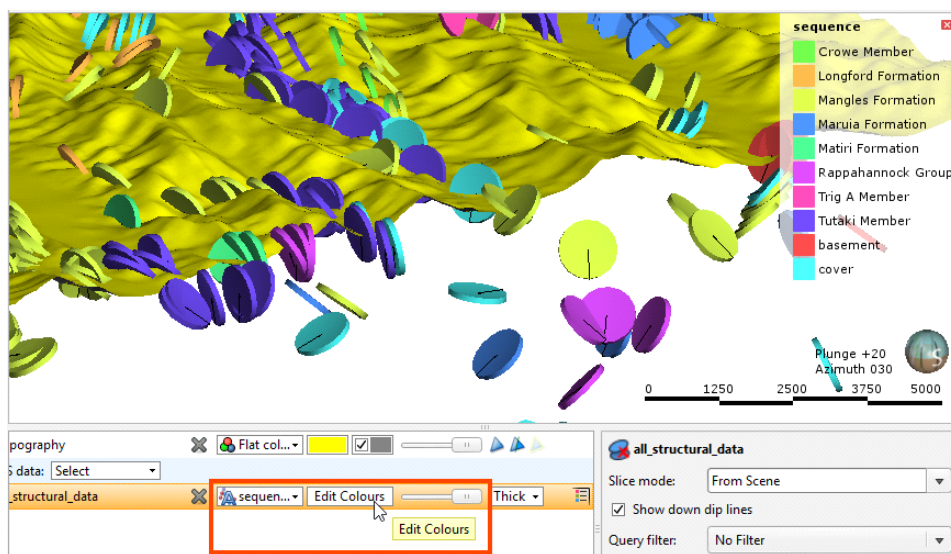 sequence
Crowe Member
Longford Formation
Mangles Formation
Maruia Formation
Matiri Formation
Rappahannock Group
Trig A Member
Tutaki Member
basement
cover
Plunge +20
Azimuth 030
0 1250 2500 3750 5000
pography Flat col...
S data: Select
_structural_data sequen... Edit Colours Thick
Edit Colours
all_structural_data
Slice mode: From Scene
Show down dip lines
Query filter: No Filter